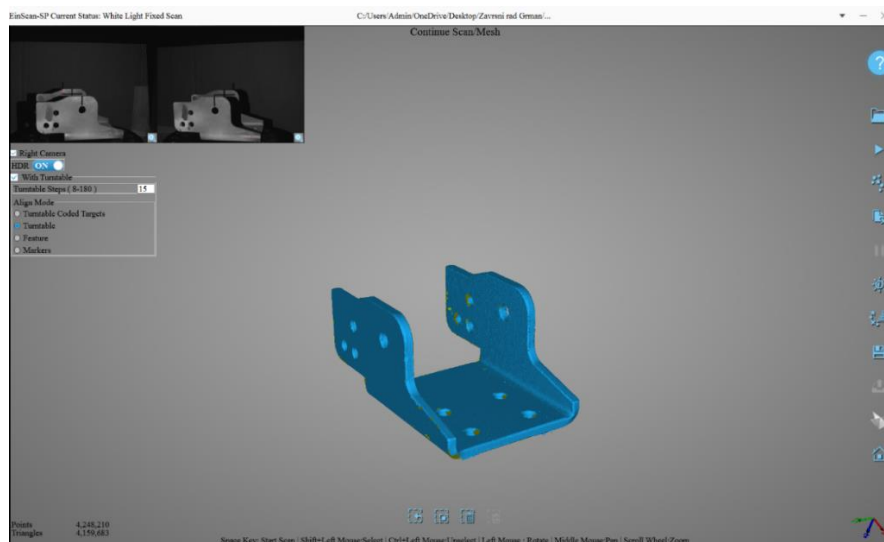 EinScan-SP Current Status: White Light Fixed Scan
C:/Users/Admin/OneDrive/Desktop/Zavrsni rad Grman/...
Continue Scan/Mesh
Right Camera
HDR ON
With Turntable
Turntable Steps ( 8-180 ) 15
Align Mode
Turntable Coded Targets
Turntable
Feature
Markers
?
Points 4,248,210
Triangles 4,159,683
Space Key: Start Scan | Shift+Left Mouse:Select | Ctrl+Left Mouse:Unselect | Left Mouse : Rotate | Middle Mouse:Pan | Scroll Wheel:Zoom